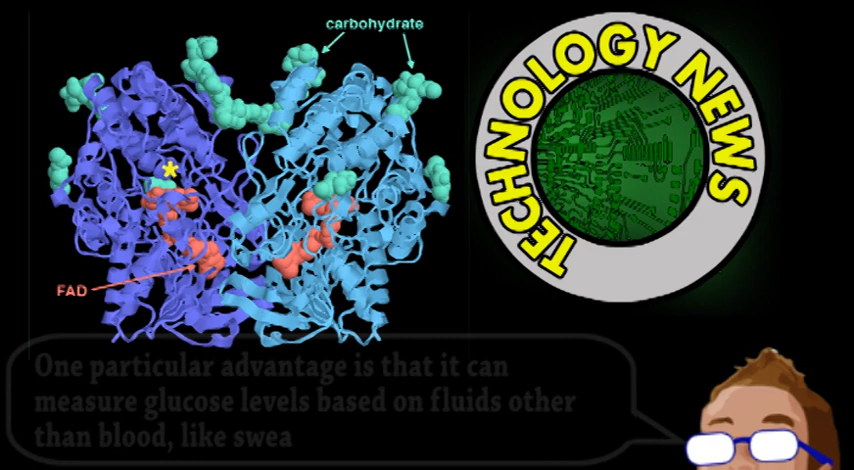 carbohydrate
TECHNOLOGY NEWS
*
FAD
One particular advantage is that it can
measure glucose levels based on fluids other
than blood, like swea